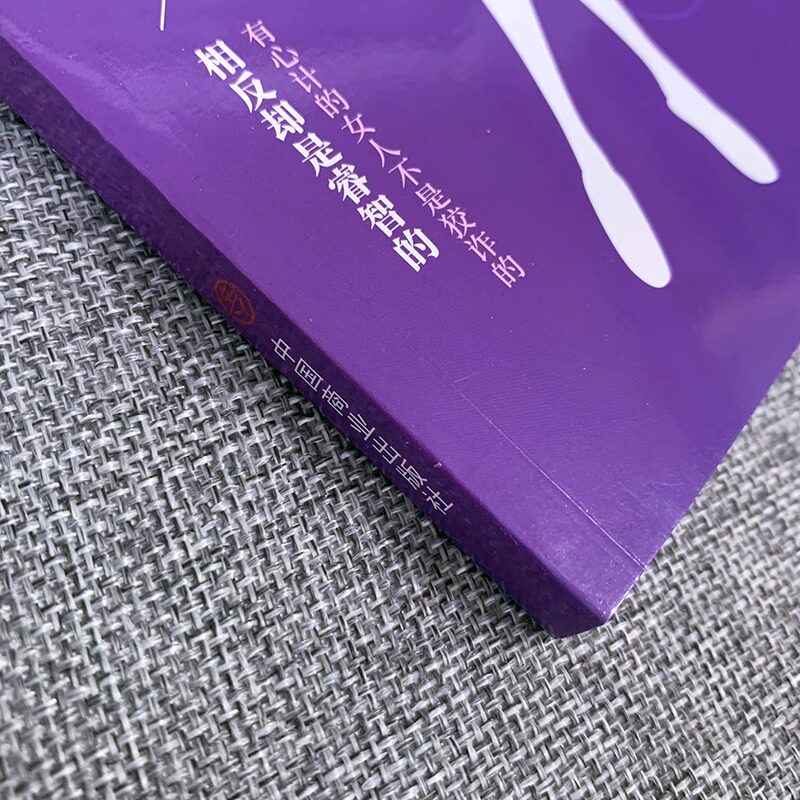 有心计的女人不是狡诈的
相反却是睿智的
中国商业出版社